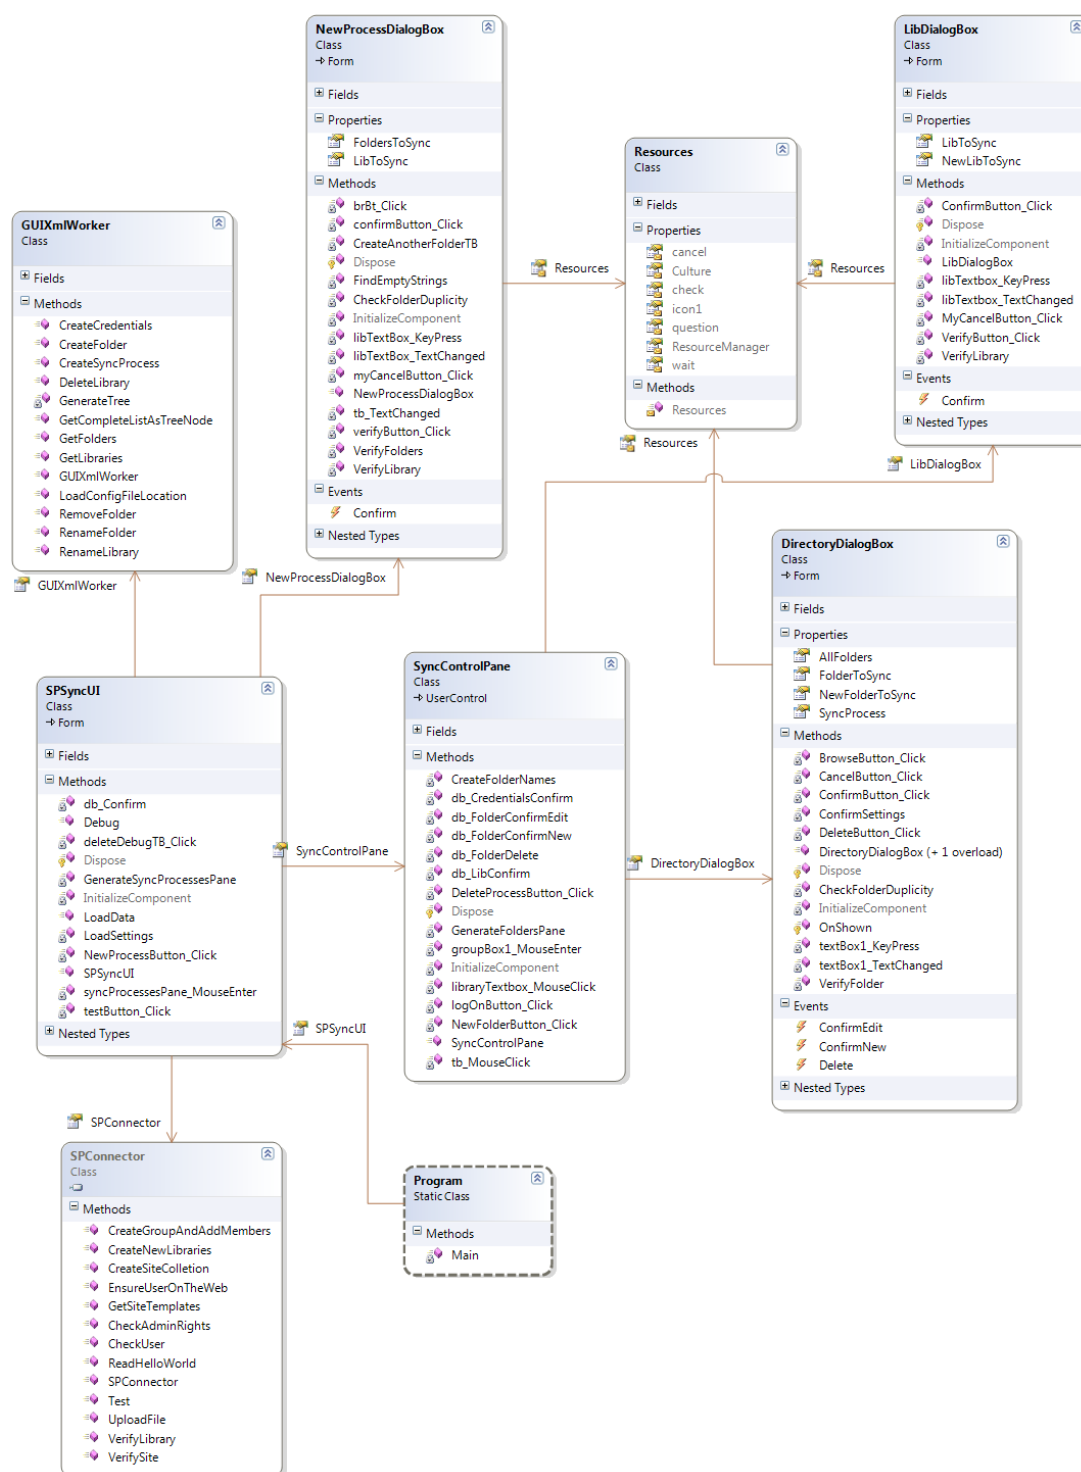 NewProcessDialogBox
Class
Form
Fields
Properties
FoldersToSync
LibToSync
Methods
brBt_Click
confirmButton_Click
CreateAnotherFolderTB
Dispose
FindEmptyStrings
CheckFolderDuplicity
InitializeComponent
libTextBox_KeyPress
libTextBox_TextChanged
myCancelButton_Click
NewProcessDialogBox
tb_TextChanged
verifyButton_Click
VerifyFolders
VerifyLibrary
Events
Confirm
Nested Types
LibDialogBox
Class
Form
Fields
Properties
LibToSync
NewLibToSync
Methods
ConfirmButton_Click
Dispose
InitializeComponent
LibDialogBox
libTextbox_KeyPress
libTextbox_TextChanged
MyCancelButton_Click
VerifyButton_Click
VerifyLibrary
Events
Confirm
Nested Types
Resources
Class
Fields
Properties
cancel
Culture
check
icon1
question
ResourceManager
wait
Methods
Resources
Resources
Resources
Resources
LibDialogBox
GUIXmlWorker
Class
Fields
Methods
CreateCredentials
CreateFolder
CreateSyncProcess
DeleteLibrary
GenerateTree
GetCompleteListAsTreeNode
GetFolders
GetLibraries
GUIXmlWorker
LoadConfigFileLocation
RemoveFolder
RenameFolder
RenameLibrary
GUIXmlWorker
NewProcessDialogBox
DirectoryDialogBox
Class
Form
Fields
Properties
AllFolders
FolderToSync
NewFolderToSync
SyncProcess
Methods
BrowseButton_Click
CancelButton_Click
ConfirmButton_Click
ConfirmSettings
DeleteButton_Click
DirectoryDialogBox (+ 1 overload)
Dispose
CheckFolderDuplicity
InitializeComponent
OnShown
textBox1_KeyPress
textBox1_TextChanged
VerifyFolder
Events
ConfirmEdit
ConfirmNew
Delete
Nested Types
SyncControlPane
Class
UserControl
Fields
Methods
CreateFolderNames
db_CredentialsConfirm
db_FolderConfirmEdit
db_FolderConfirmNew
db_FolderDelete
db_LibConfirm
DeleteProcessButton_Click
Dispose
GenerateFoldersPane
groupBox1_MouseEnter
InitializeComponent
libraryTextbox_MouseClick
logOnButton_Click
NewFolderButton_Click
SyncControlPane
tb_MouseClick
SPSyncUI
Class
Form
Fields
Methods
db_Confirm
Debug
deleteDebugTB_Click
Dispose
GenerateSyncProcessesPane
InitializeComponent
LoadData
LoadSettings
NewProcessButton_Click
SPSyncUI
syncProcessesPane_MouseEnter
testButton_Click
Nested Types
SyncControlPane
DirectoryDialogBox
SPSyncUI
SPConnector
SPConnector
Class
Methods
CreateGroupAndAddMembers
CreateNewLibraries
CreateSiteColletion
EnsureUserOnTheWeb
GetSiteTemplates
CheckAdminRights
CheckUser
ReadHelloWorld
SPConnector
Test
UploadFile
VerifyLibrary
VerifySite
Program
Static Class
Methods
Main